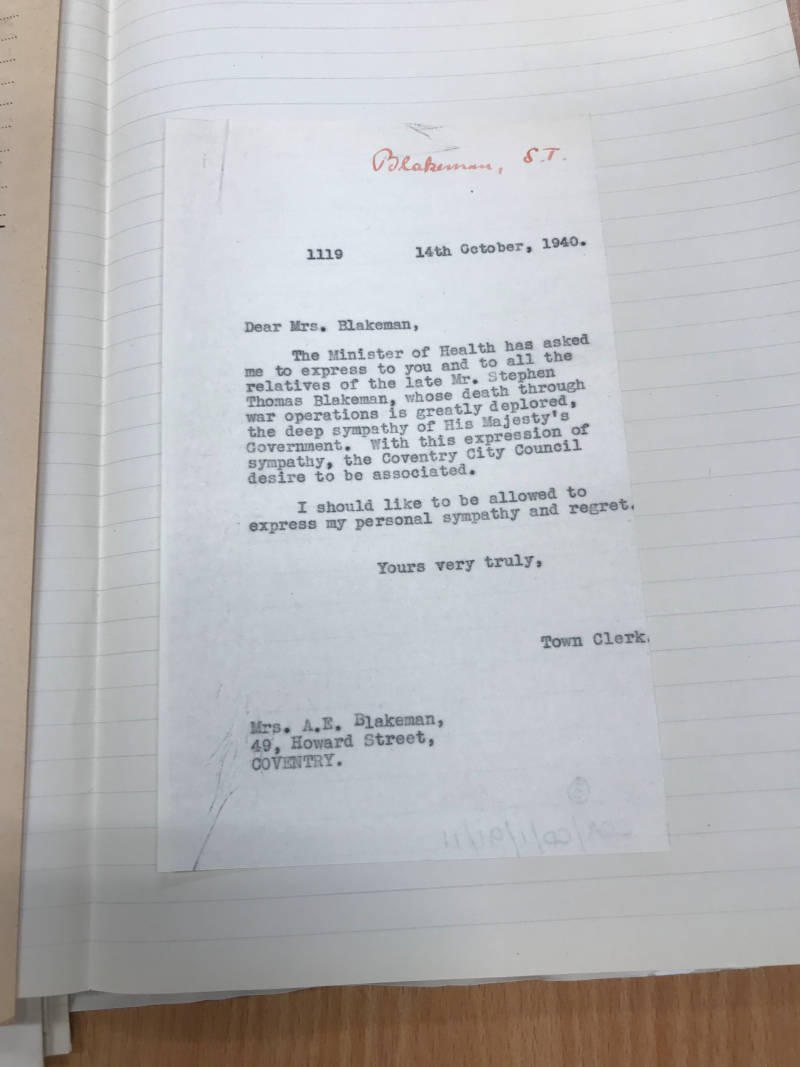 Blakeman, S.T.
1119 14th October, 1940.
Dear Mrs. Blakeman,
The Minister of Health has asked
me to express to you and to all the
relatives of the late Mr. Stephen
Thomas Blakeman, whose death through
war operations is greatly deplored,
the deep sympathy of His Majesty's
Government. With this expression of
sympathy, the Coventry City Council
desire to be associated.
I should like to be allowed to
express my personal sympathy and regret.
Yours very truly,
Town Clerk.
Mrs. A.E. Blakeman,
49, Howard Street,
COVENTRY.